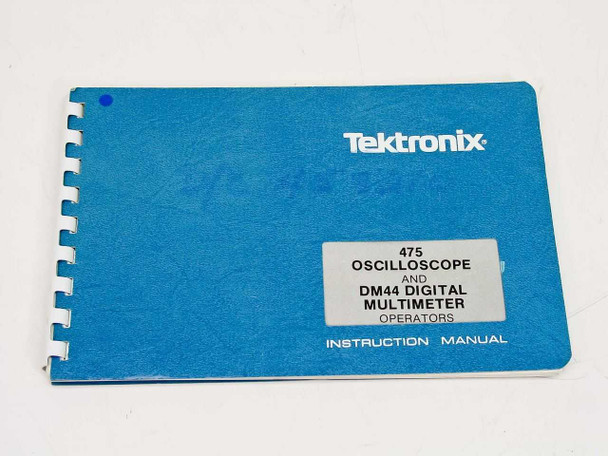 Tektronix®
475
OSCILLOSCOPE
AND
DM44 DIGITAL
MULTIMETER
OPERATORS
INSTRUCTION MANUAL